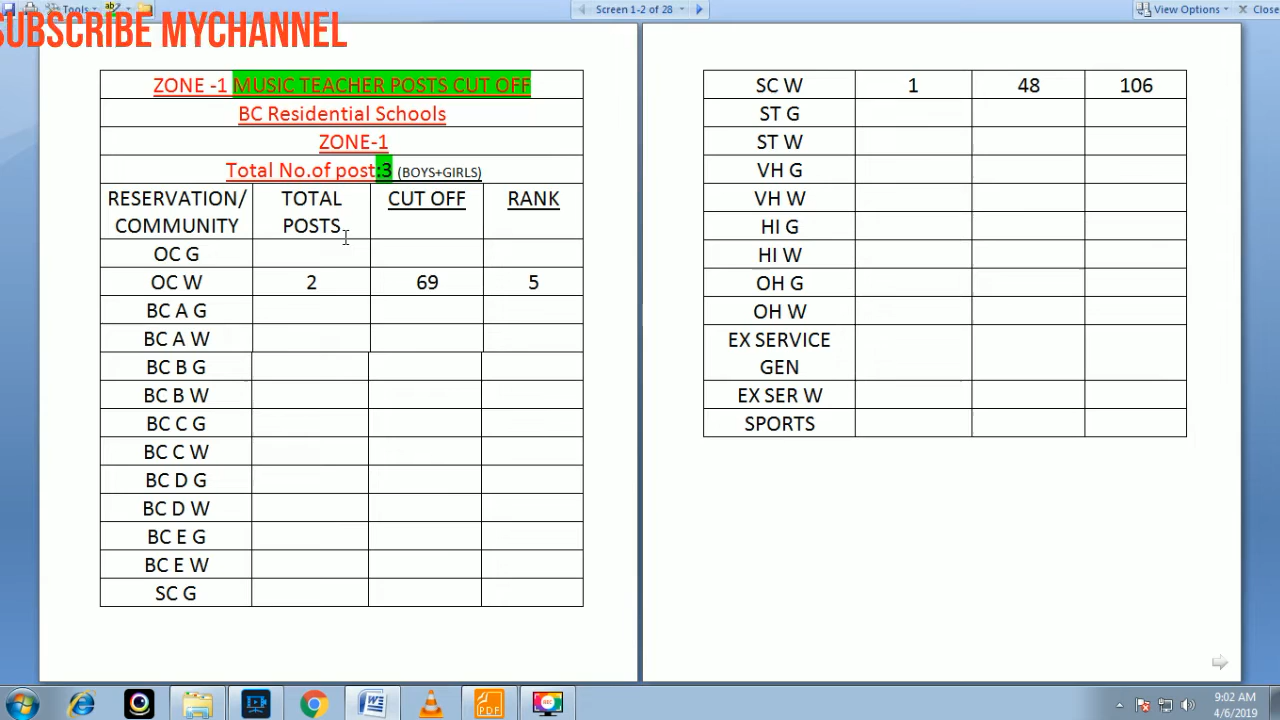 Tools
Screen 1-2 of 28
View Options
Close
SUBSCRIBE MYCHANNEL
ZONE -1 MUSIC TEACHER POSTS CUT OFF
BC Residential Schools
ZONE-1
Total No.of post:3 (BOYS+GIRLS)
RESERVATION/ TOTAL CUT OFF RANK
COMMUNITY POSTS
OC G
OC W 2 69 5
BC A G
BC A W
BC B G
BC B W
BC C G
BC C W
BC D G
BC D W
BC E G
BC E W
SC G
SC W 1 48 106
ST G
ST W
VH G
VH W
HI G
HI W
OH G
OH W
EX SERVICE
GEN
EX SER W
SPORTS
9:02 AM
4/6/2019